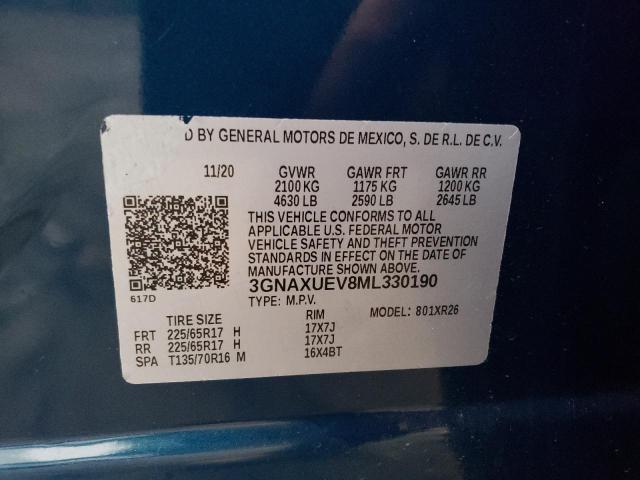 D BY GENERAL MOTORS DE MEXICO, S. DE R.L. DE C.V.
11/20 GVWR GAWR FRT GAWR RR
2100 KG 1175 KG 1200 KG
4630 LB 2590 LB 2645 LB
THIS VEHICLE CONFORMS TO ALL
APPLICABLE U.S. FEDERAL MOTOR
VEHICLE SAFETY AND THEFT PREVENTION
STANDARDS IN EFFECT ON THE DATE OF
MANUFACTURE SHOWN ABOVE.
617D
3GNAXUEV8ML330190
TYPE: M.P.V. MODEL: 801XR26
TIRE SIZE RIM
FRT 225/65R17 H 17X7J
RR 225/65R17 H 17X7J
SPA T135/70R16 M 16X4BT